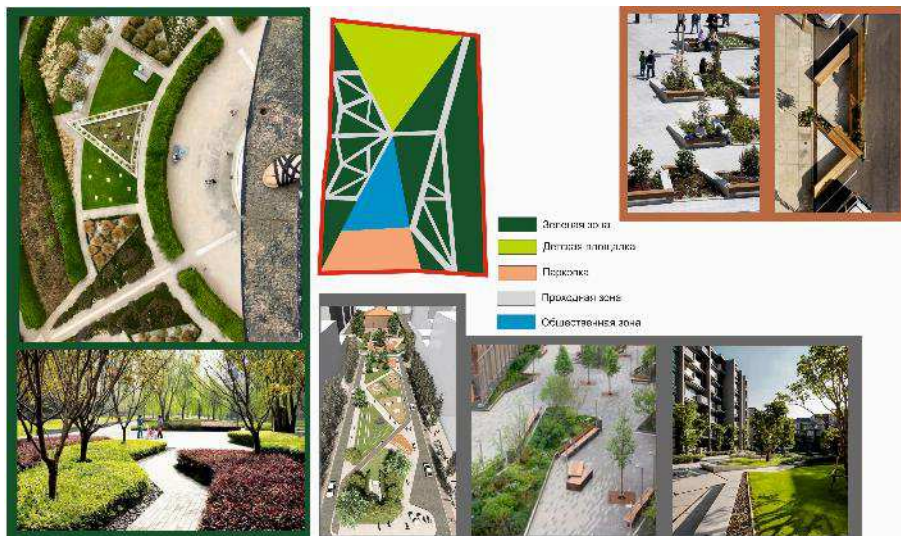 Зеленая зона
Детская площадка
Парковка
Проходная зона
Общественная зона